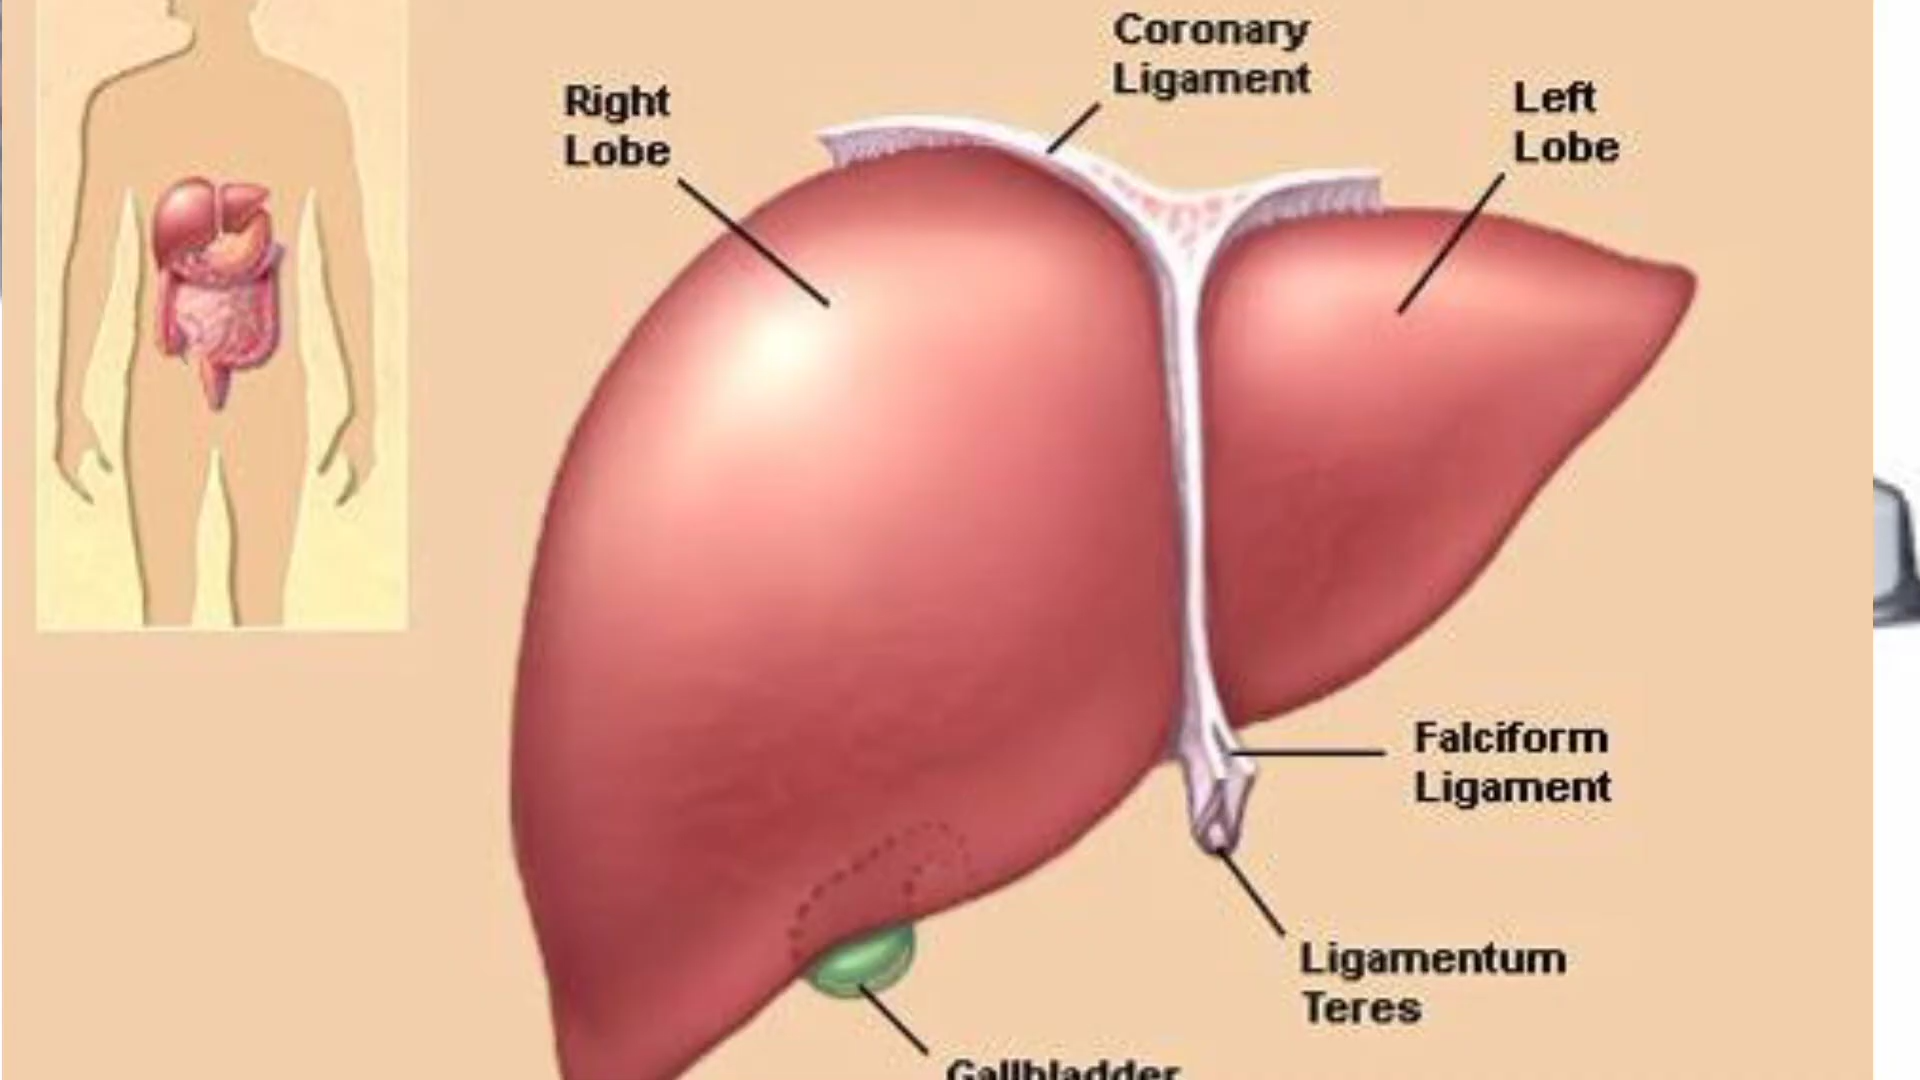 Coronary
Ligament
Right
Lobe
Left
Lobe
Falciform
Ligament
Ligamentum
Teres
Gallbladder